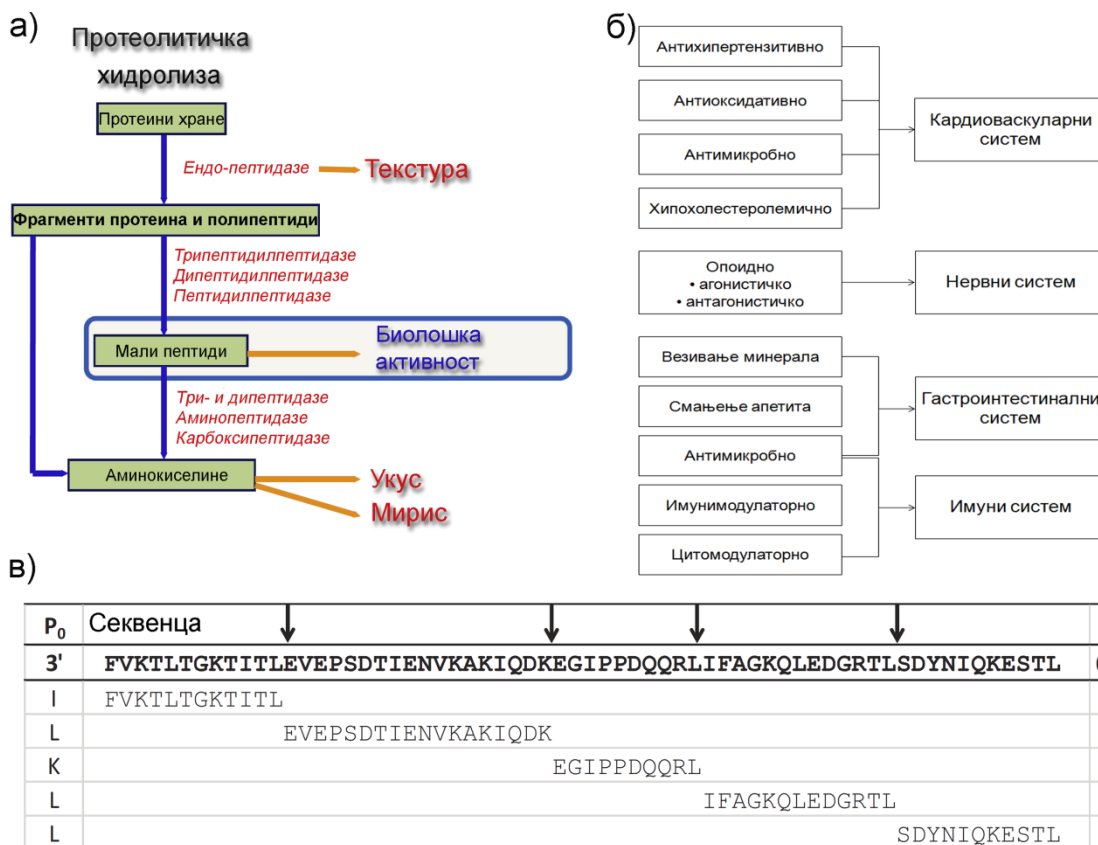 а)
Протеолитичка
хидролиза
Протеини хране
Ендо-пептидазе
Текстура
Фрагменти протеина и полипептиди
Трипептидилпептидазе
Дипептидилпептидазе
Пептидилпептидазе
Мали пептиди
Биолошка
активност
Три- и дипептидазе
Аминопептидазе
Карбоксипептидазе
Аминокиселине
Укус
Мирис
б)
Антихипертензитивно
Антиоксидативно
Антимикробно
Хипохолестеролемично
Кардиоваскуларни
систем
Опоидно
• агонистичко
• антагонистичко
Нервни систем
Везивање минерала
Смањење апетита
Антимикробно
Имунимодулаторно
Цитомодулаторно
Гастроинтестинални
систем
Имуни систем
в)
P0 Секвенца
3' FVKTLTGKTITLEVEPSDTIENVKAKIQDKEGIPPDQQRLIFAGKQLEDGRTLSDYNIQKESTL
I FVKTLTGKTITL
L EVEPSDTIENVKAKIQDK
K EGIPPDQQRL
L IFAGKQLEDGRTL
L SDYNIQKESTL